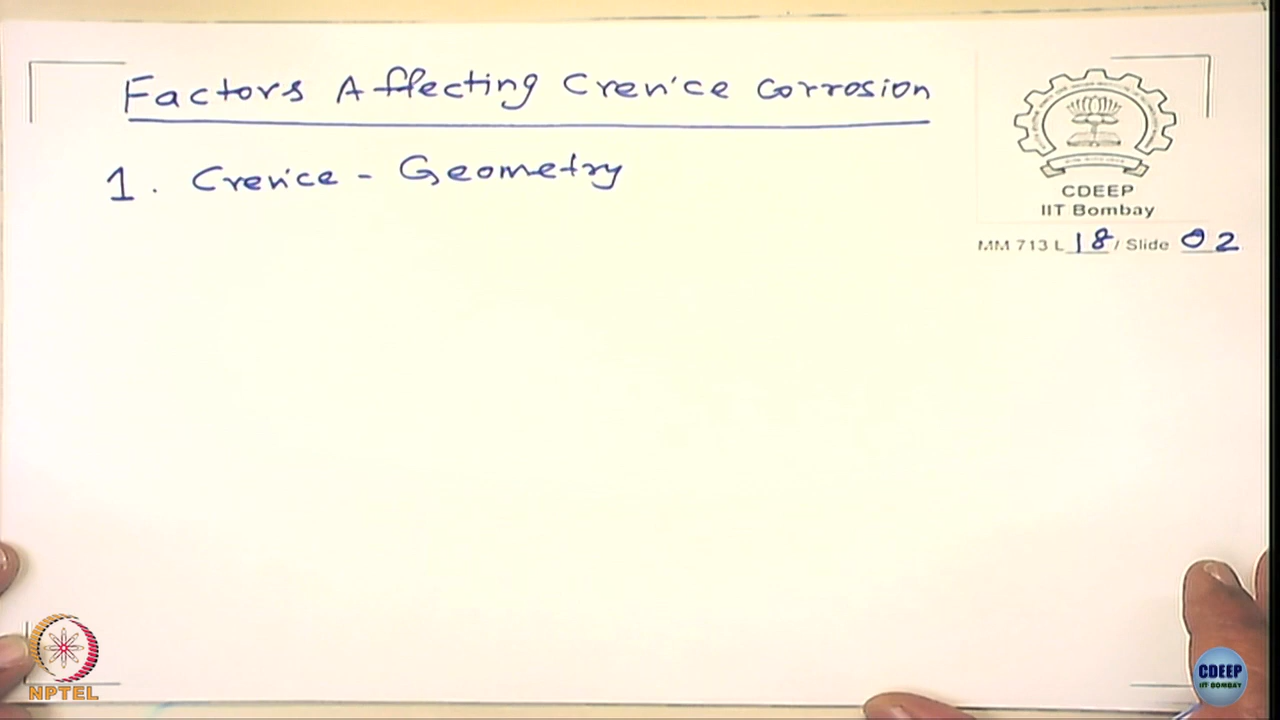 Factors Affecting Crevice Corrosion
1. Crevice - Geometry
CDEEP
IIT Bombay
MM 713 L 18 / Slide 02
NPTEL
CDEEP
IIT BOMBAY